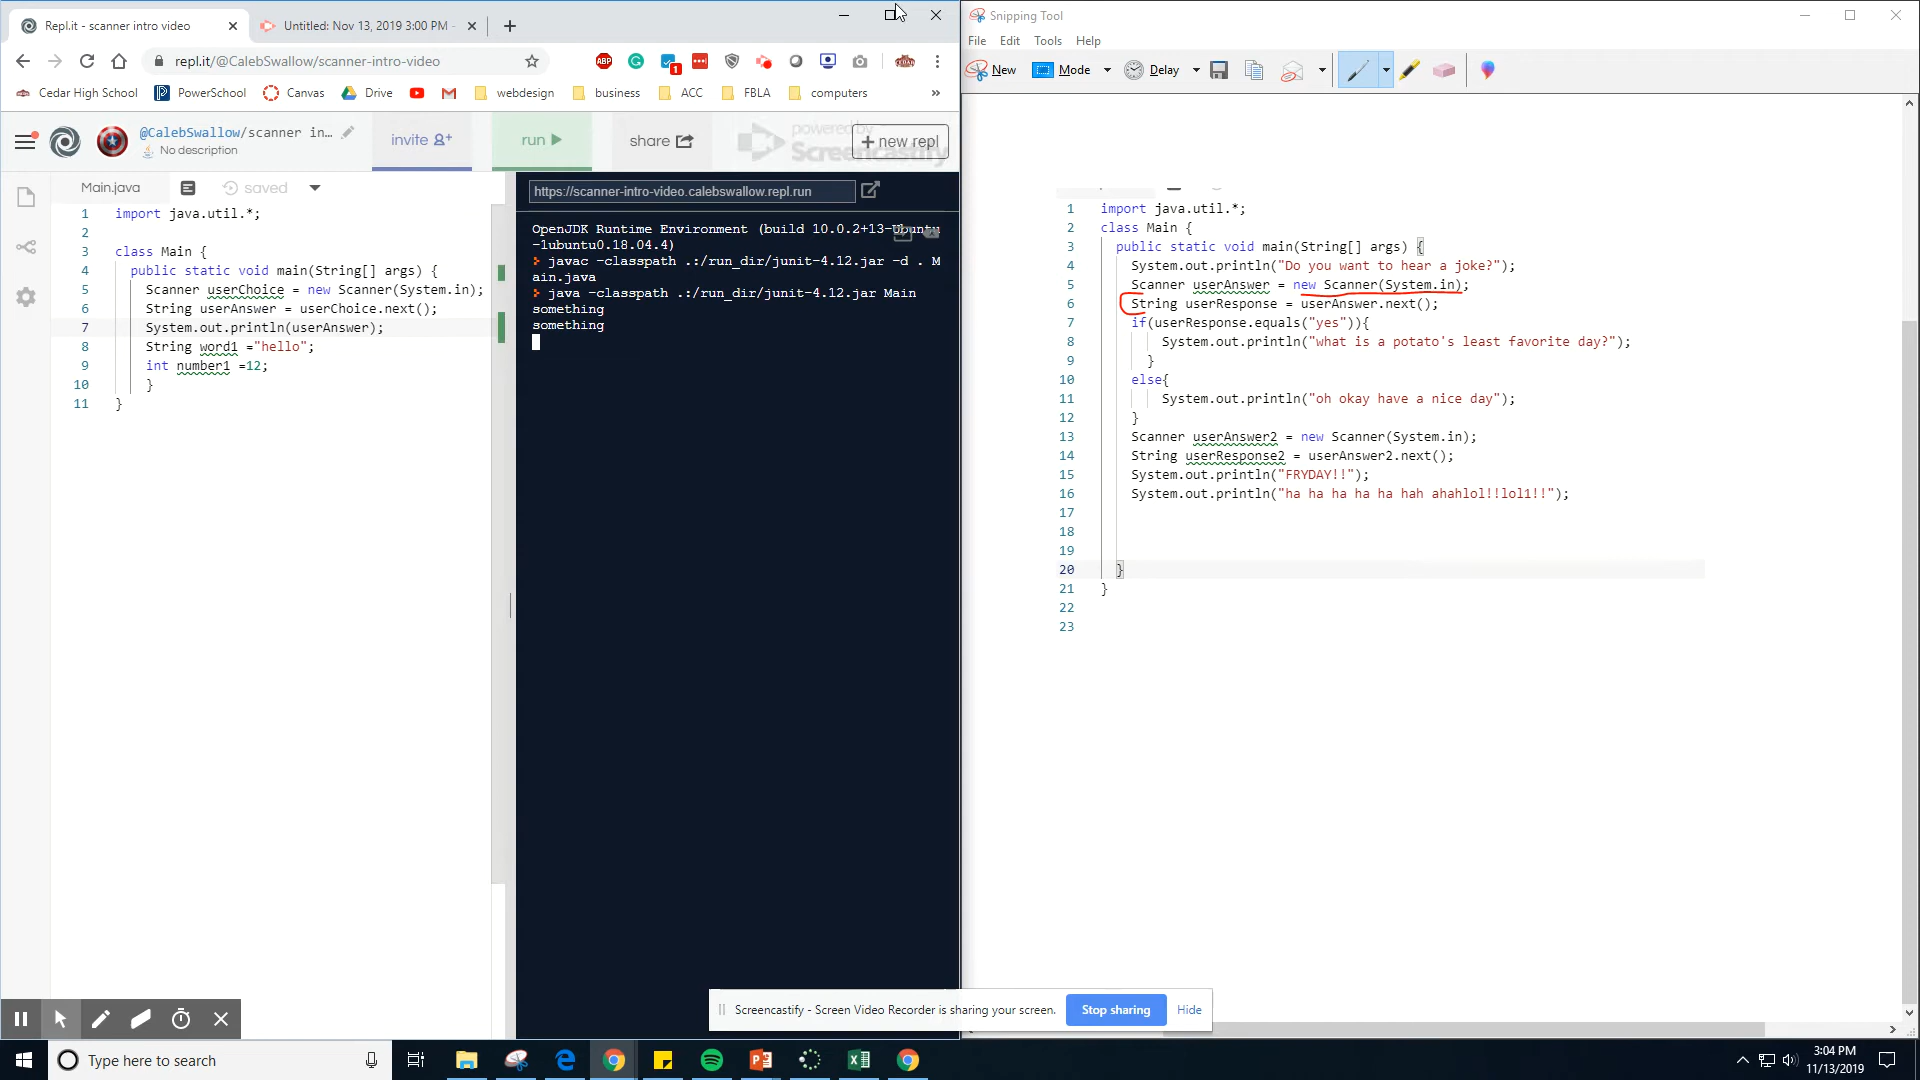 Repl.it - scanner intro video
Untitled: Nov 13, 2019 3:00 PM -
repl.it/@CalebSwallow/scanner-intro-video
ABP
1
Cedar High School
PowerSchool
Canvas
Drive
webdesign
business
ACC
FBLA
computers
»
@CalebSwallow/scanner in...
No description
invite
run
share
powered by
Screencastify
+ new repl
Main.java
saved
1 import java.util.*;
2
3 class Main {
4 public static void main(String[] args) {
5 Scanner userChoice = new Scanner(System.in);
6 String userAnswer = userChoice.next();
7 System.out.println(userAnswer);
8 String word1 ="hello";
9 int number1 =12;
10 }
11 }
https://scanner-intro-video.calebswallow.repl.run
OpenJDK Runtime Environment (build 10.0.2+13-Ubuntu
-1ubuntu0.18.04.4)
javac -classpath .:/run_dir/junit-4.12.jar -d . M
ain.java
java -classpath .:/run_dir/junit-4.12.jar Main
something
something
Snipping Tool
File Edit Tools Help
New Mode Delay
1 import java.util.*;
2 class Main {
3 public static void main(String[] args) {
4 System.out.println("Do you want to hear a joke?");
5 Scanner userAnswer = new Scanner(System.in);
6 String userResponse = userAnswer.next();
7 if(userResponse.equals("yes")){
8 System.out.println("what is a potato's least favorite day?");
9 }
10 else{
11 System.out.println("oh okay have a nice day");
12 }
13 Scanner userAnswer2 = new Scanner(System.in);
14 String userResponse2 = userAnswer2.next();
15 System.out.println("FRYDAY!!");
16 System.out.println("ha ha ha ha ha hah ahahlol!!lol1!!");
17
18
19
20 }
21 }
22
23
Screencastify - Screen Video Recorder is sharing your screen.
Stop sharing
Hide
Type here to search
3:04 PM
11/13/2019